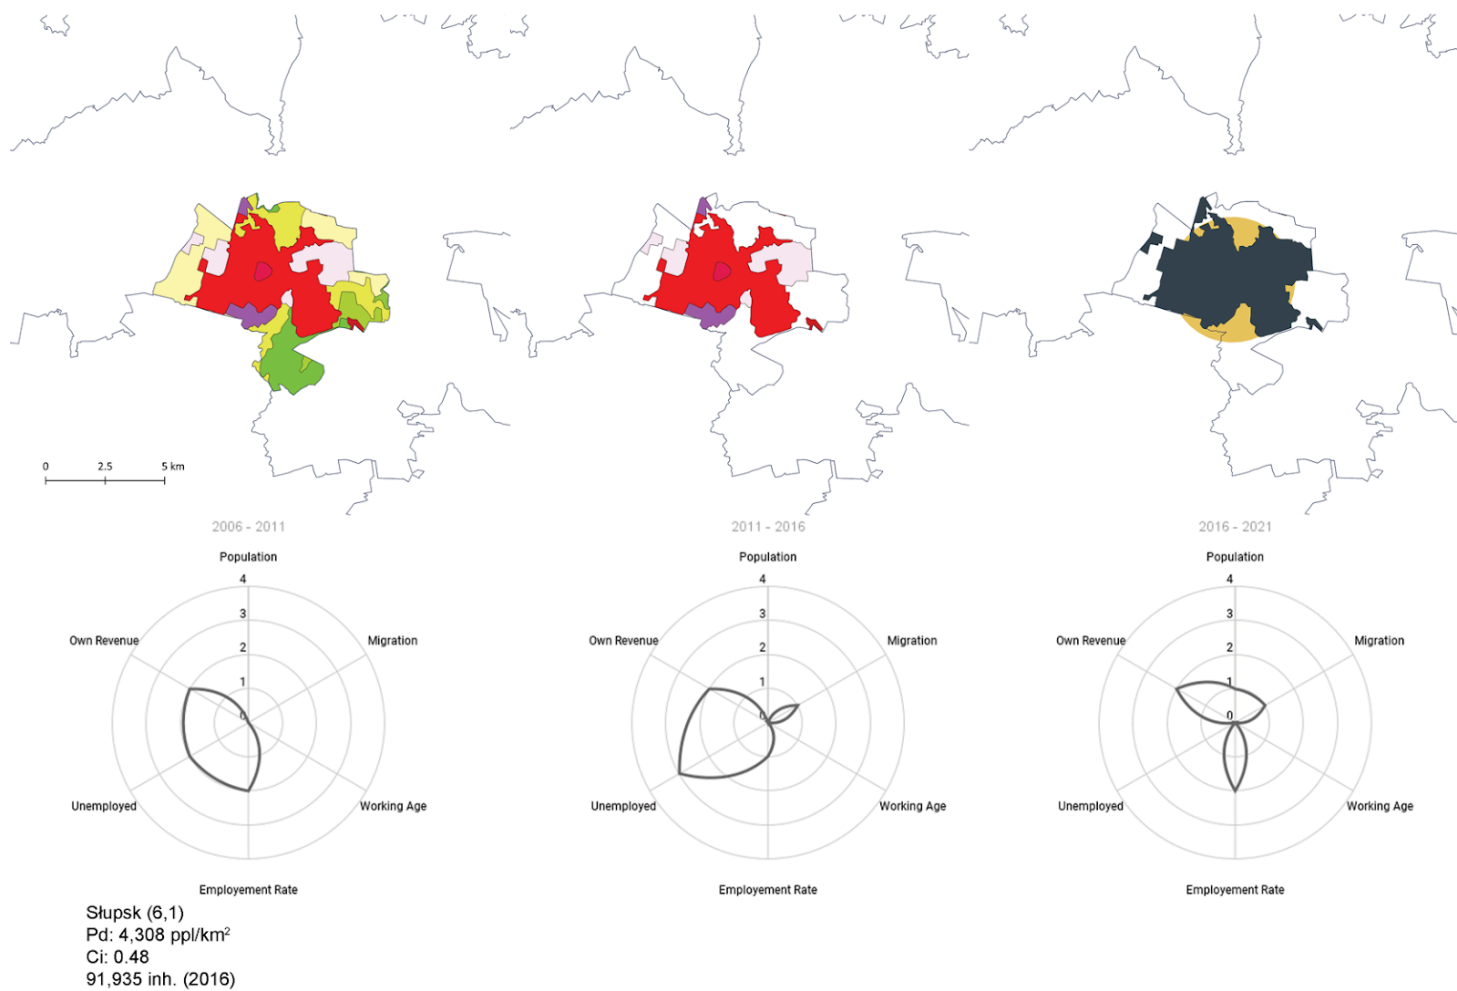 0 2.5 5 km
2006 - 2011
2011 - 2016
2016 - 2021
Population
4
3
2
1
0
Own Revenue
Migration
Unemployed
Working Age
Employement Rate
Population
4
3
2
1
0
Own Revenue
Migration
Unemployed
Working Age
Employement Rate
Population
4
3
2
1
0
Own Revenue
Migration
Unemployed
Working Age
Employement Rate
Słupsk (6,1)
Pd: 4,308 ppl/km²
Ci: 0.48
91,935 inh. (2016)